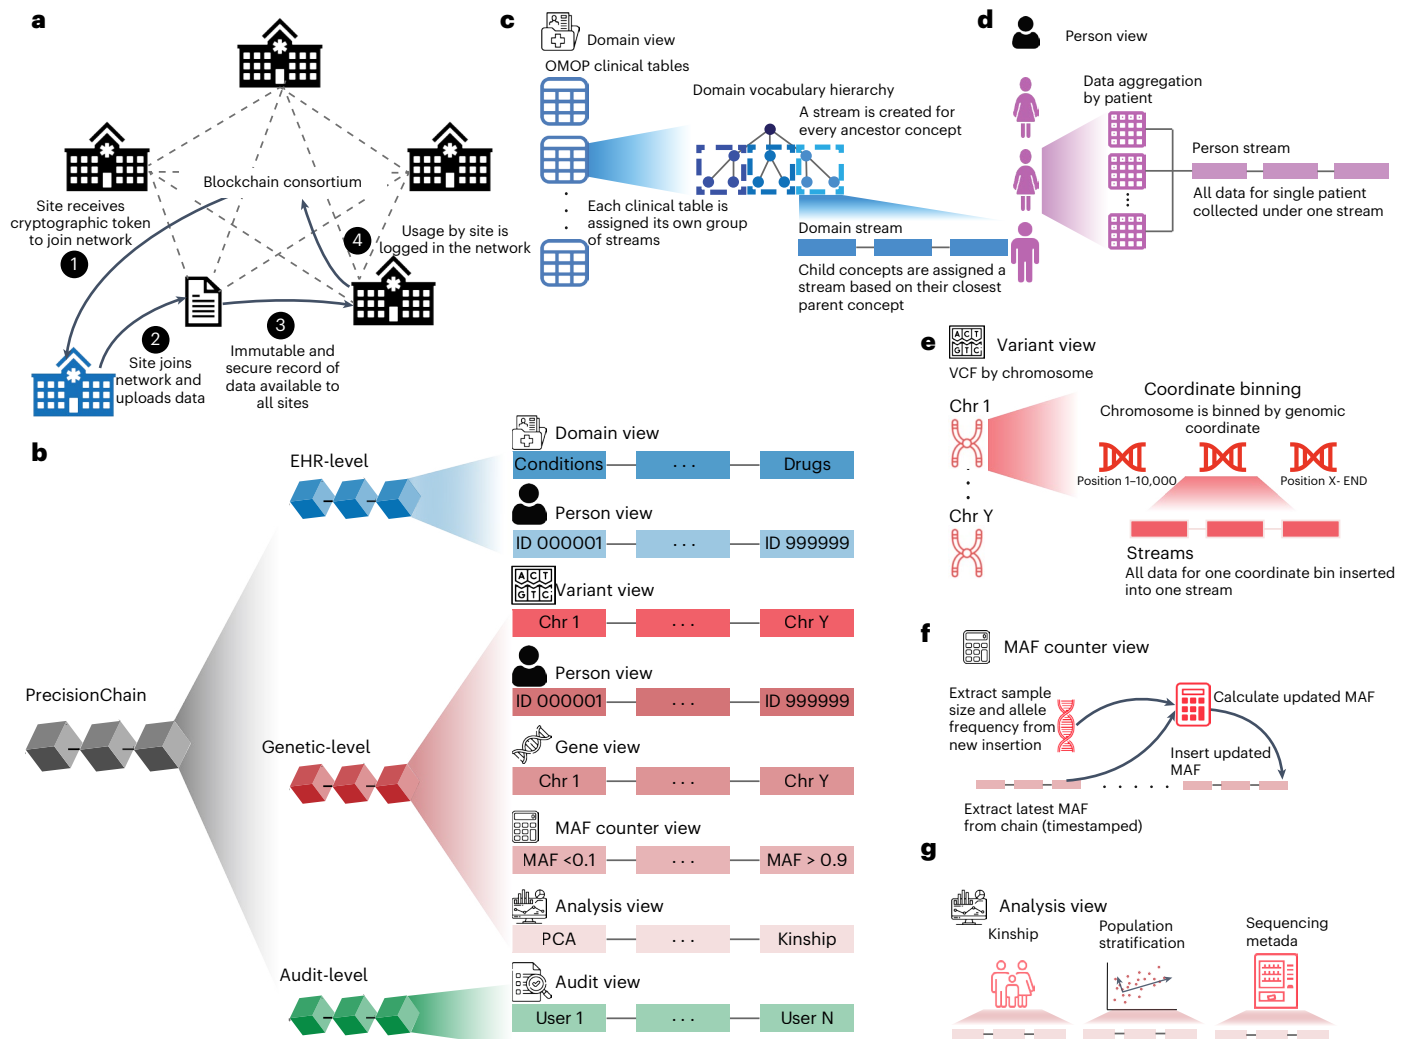 a
Blockchain consortium
Site receives
cryptographic token
to join network
1
4
Usage by site is
logged in the network
2
Site joins
network and
uploads data
3
Immutable and
secure record of
data available to
all sites
b
PrecisionChain
EHR-level
Genetic-level
Audit-level
Domain view
Conditions
...
Drugs
Person view
ID 000001
...
ID 999999
ACT
GTC
Variant view
Chr 1
...
Chr Y
Person view
ID 000001
...
ID 999999
Gene view
Chr 1
...
Chr Y
MAF counter view
MAF <0.1
...
MAF > 0.9
Analysis view
PCA
...
Kinship
Audit view
User 1
...
User N
c
Domain view
OMOP clinical tables
Domain vocabulary hierarchy
A stream is created for
every ancestor concept
Each clinical table is
assigned its own group
of streams
Domain stream
Child concepts are assigned a
stream based on their closest
parent concept
d
Person view
Data aggregation
by patient
Person stream
All data for single patient
collected under one stream
e
ACT
GTC
Variant view
VCF by chromosome
Chr 1
Chr Y
Coordinate binning
Chromosome is binned by genomic
coordinate
Position 1–10,000
Position X- END
Streams
All data for one coordinate bin inserted
into one stream
f
MAF counter view
Extract sample
size and allele
frequency from
new insertion
Calculate updated MAF
Insert updated
MAF
Extract latest MAF
from chain (timestamped)
g
Analysis view
Kinship
Population
stratification
Sequencing
metada